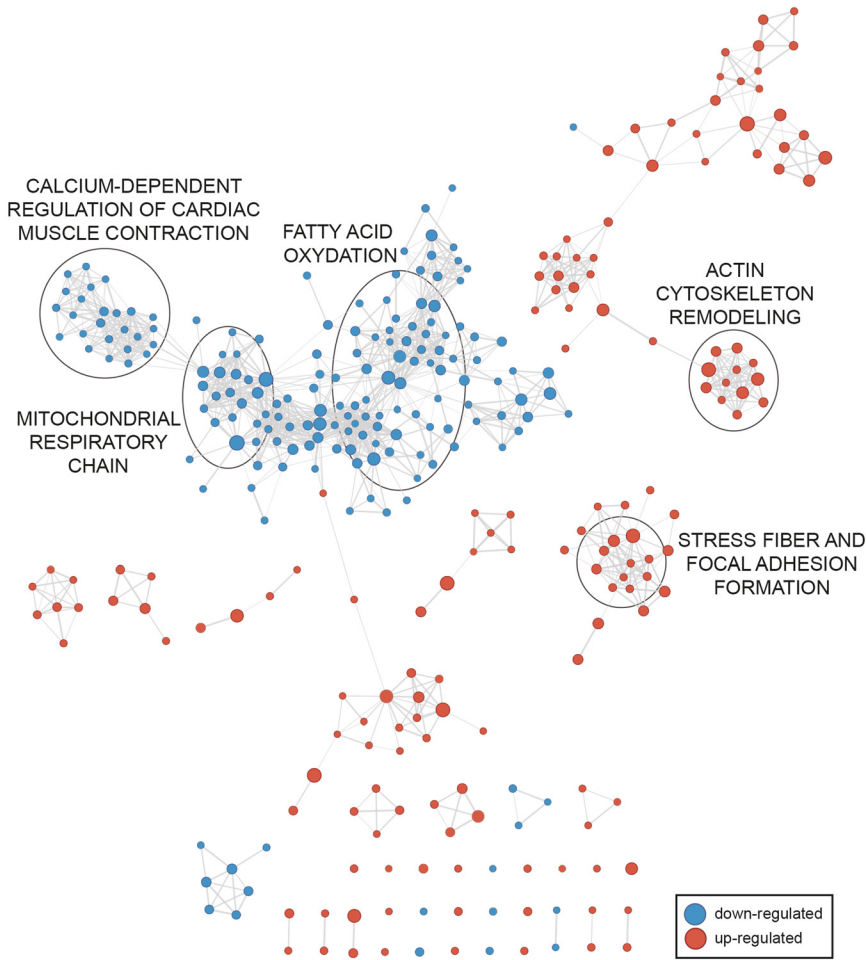 CALCIUM-DEPENDENT
REGULATION OF CARDIAC
MUSCLE CONTRACTION
FATTY ACID
OXYDATION
ACTIN
CYTOSKELETON
REMODELING
MITOCHONDRIAL
RESPIRATORY
CHAIN
STRESS FIBER AND
FOCAL ADHESION
FORMATION
down-regulated
up-regulated